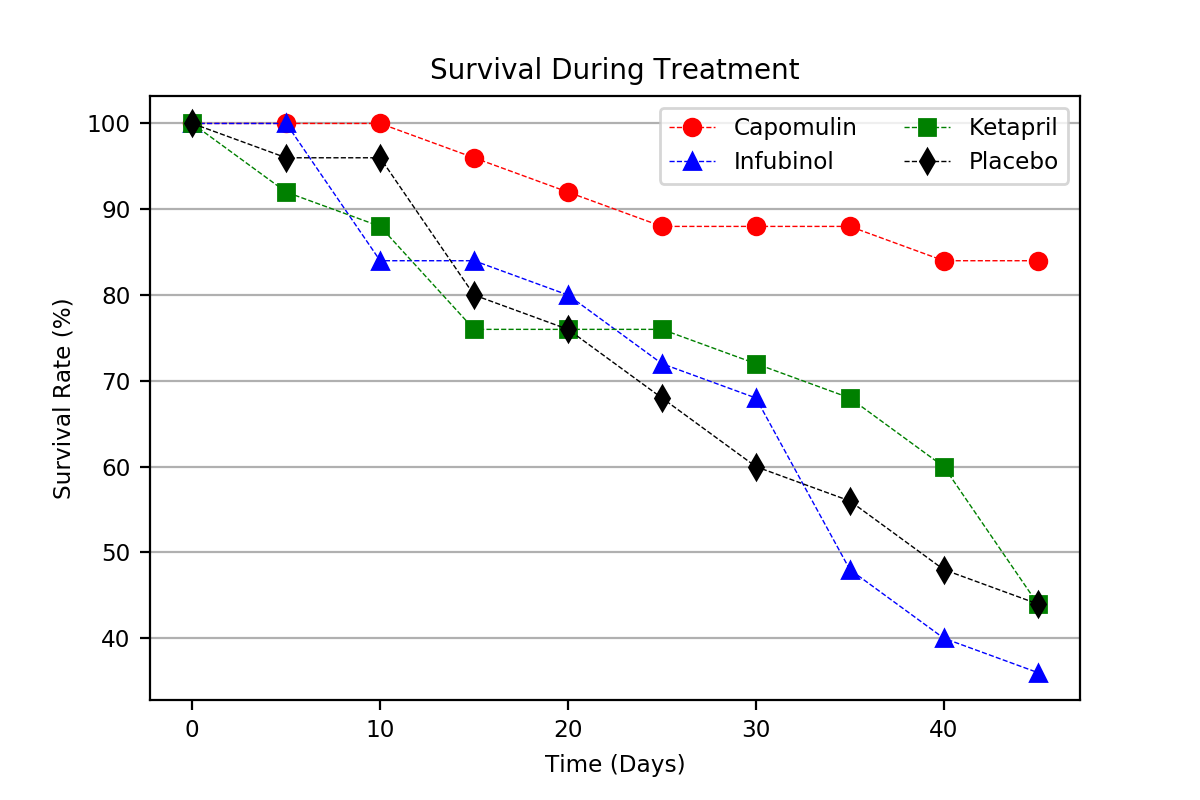 Survival During Treatment
Capomulin
Infubinol
Ketapril
Placebo
Survival Rate (%)
100
90
80
70
60
50
40
0 10 20 30 40
Time (Days)